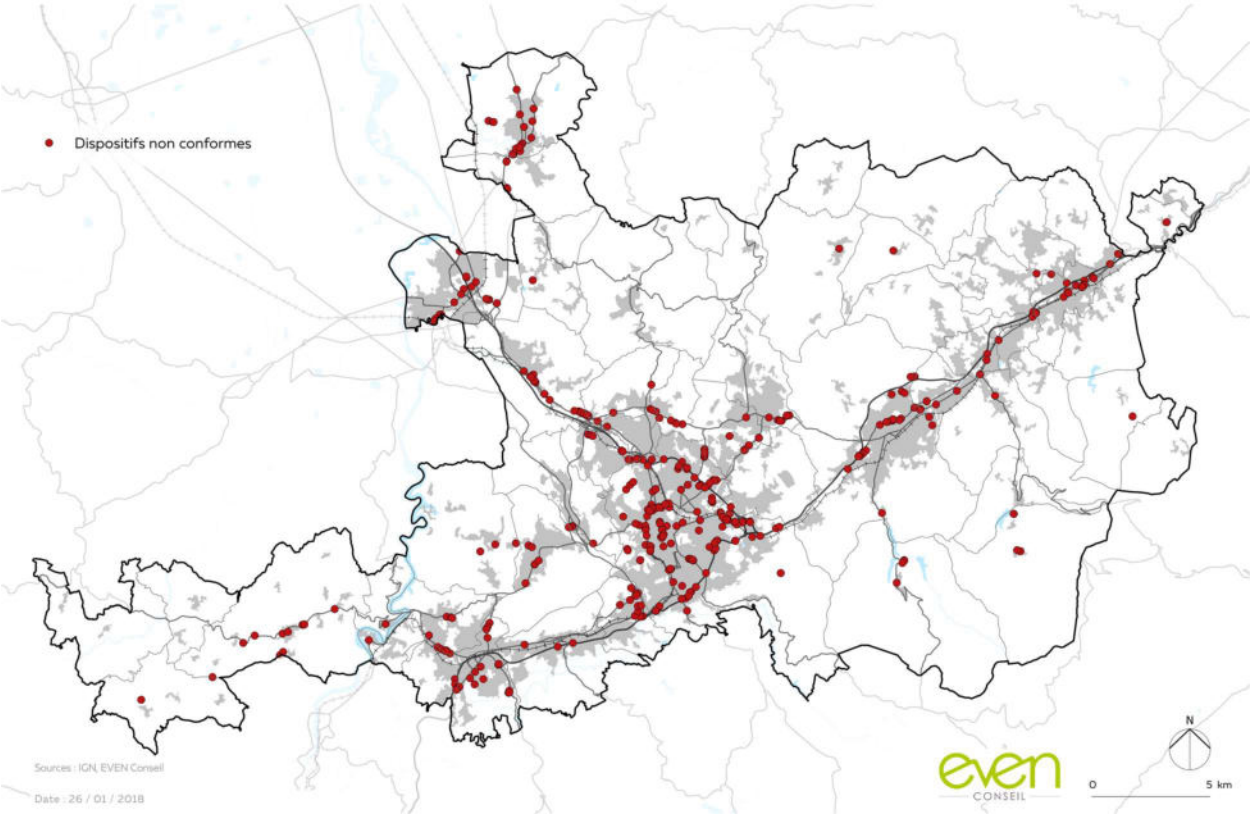 Dispositifs non conformes
Sources : IGN, EVEN Conseil
Date : 26 / 01 / 2018
even
CONSEIL
N
0 5 km